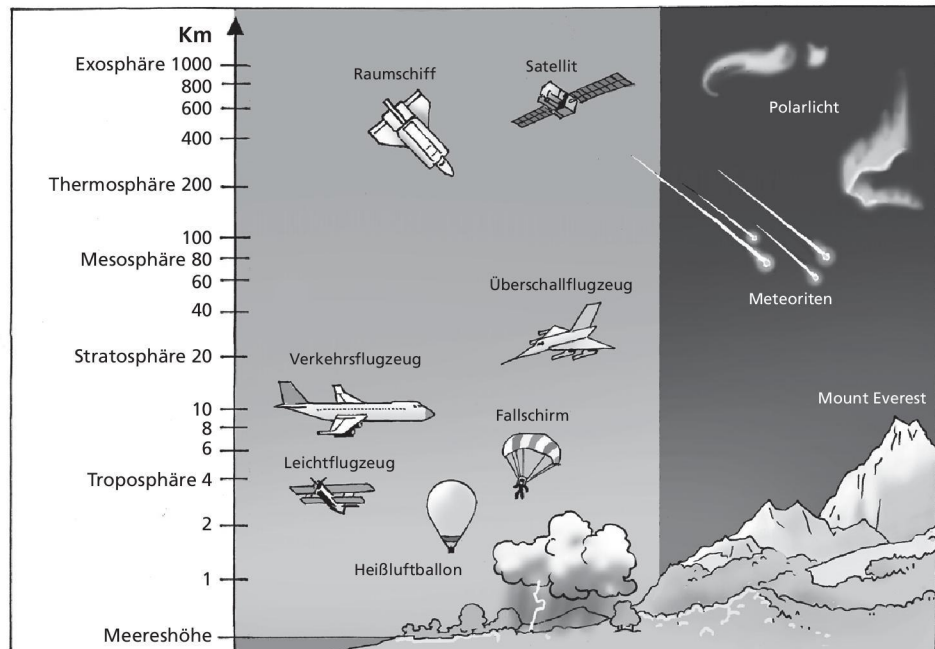 Km
Exosphäre 1000
800
600
400
Thermosphäre 200
100
Mesosphäre 80
60
40
Stratosphäre 20
10
8
6
Troposphäre 4
2
1
Meereshöhe
Raumschiff
Satellit
Polarlicht
Meteoriten
Überschallflugzeug
Verkehrsflugzeug
Mount Everest
Fallschirm
Leichtflugzeug
Heißluftballon